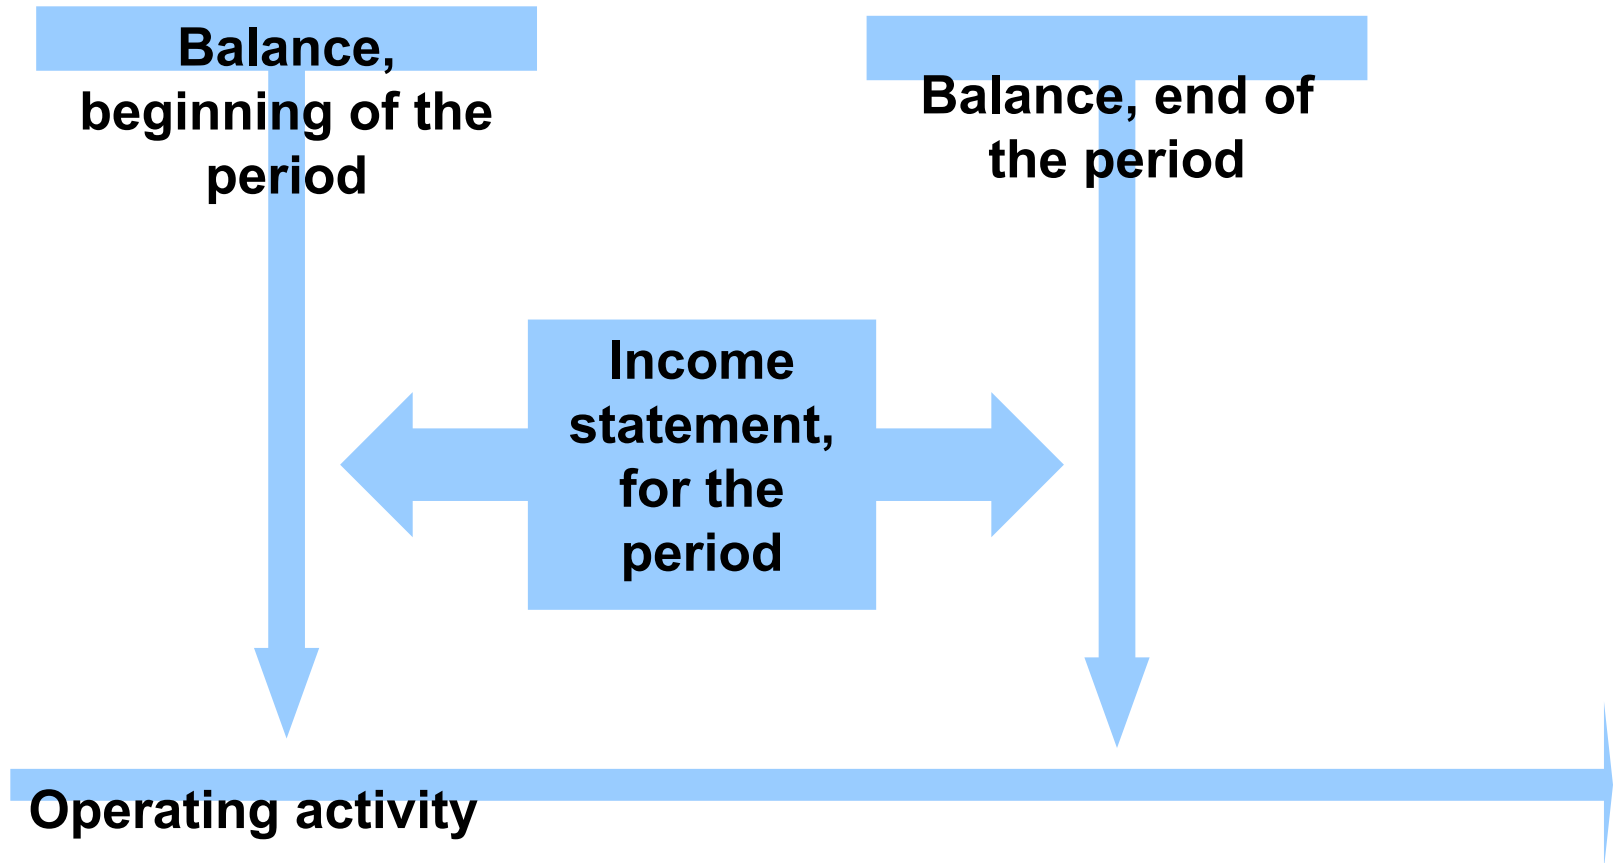 Balance,
beginning of the
period
Balance, end of
the period
Income
statement,
for the
period
Operating activity